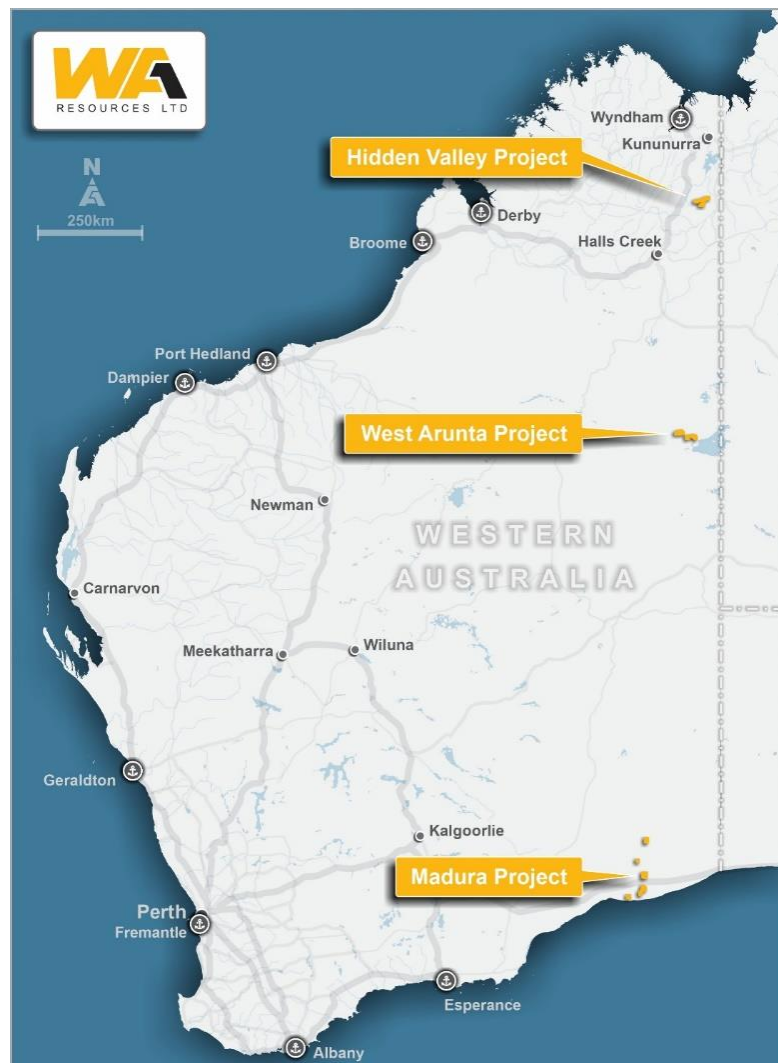 WA
RESOURCES LTD
N
250km
Wyndham
Kununurra
Hidden Valley Project
Derby
Broome
Halls Creek
Port Hedland
Dampier
West Arunta Project
Newman
WESTERN
AUSTRALIA
Carnarvon
Meekatharra
Wiluna
Geraldton
Kalgoorlie
Madura Project
Perth
Fremantle
Esperance
Albany